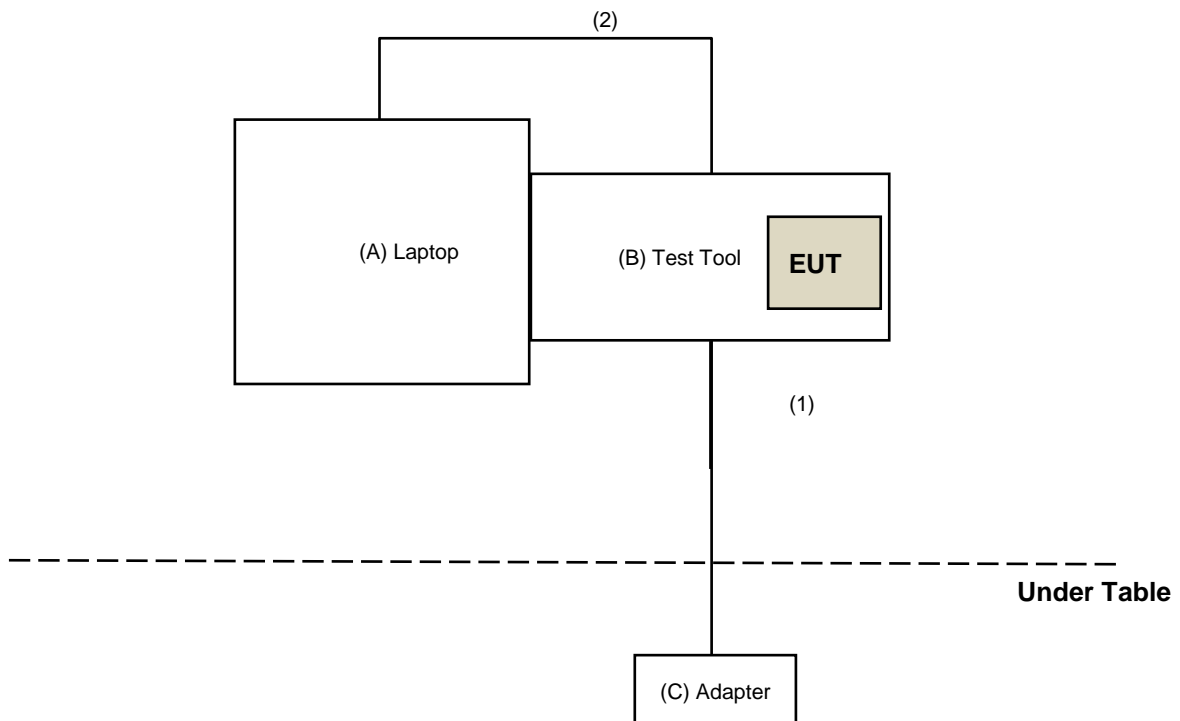 (2)
(A) Laptop
(B) Test Tool
EUT
(1)
Under Table
(C) Adapter